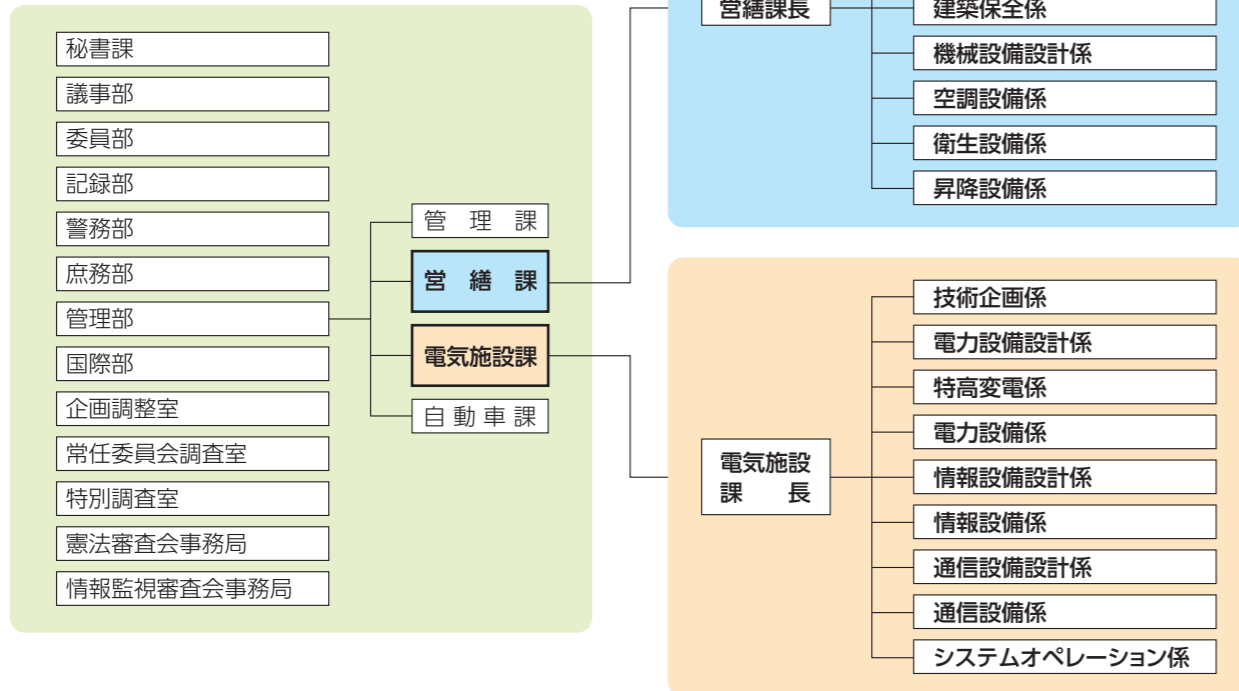 秘書課
議事部
委員部
記録部
警務部
庶務部
管理部
国際部
企画調整室
常任委員会調査室
特別調査室
憲法審査会事務局
情報監視審査会事務局
管 理 課
営 繕 課
電気施設課
自動車課
営繕課長
建築保全係
機械設備設計係
空調設備係
衛生設備係
昇降設備係
電気施設
課 長
技術企画係
電力設備設計係
特高変電係
電力設備係
情報設備設計係
情報設備係
通信設備設計係
通信設備係
システムオペレーション係